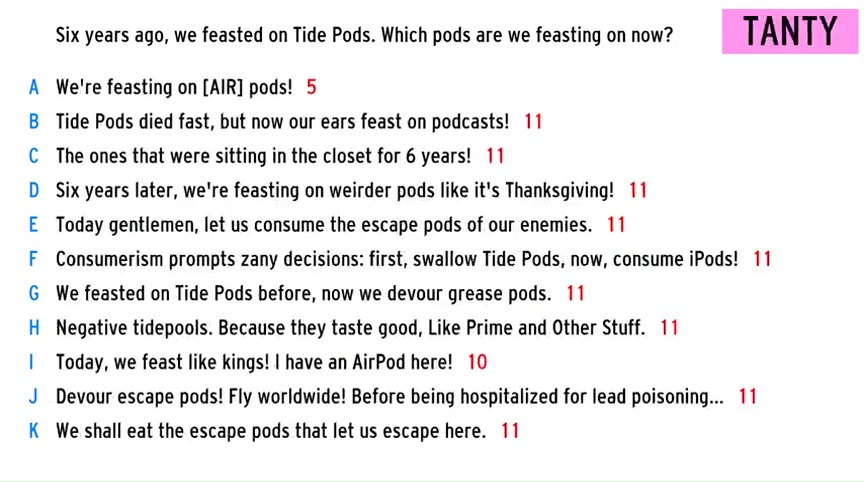 Six years ago, we feasted on Tide Pods. Which pods are we feasting on now?
TANTY
A We're feasting on [AIR] pods! 5
B Tide Pods died fast, but now our ears feast on podcasts! 11
C The ones that were sitting in the closet for 6 years! 11
D Six years later, we're feasting on weirder pods like it's Thanksgiving! 11
E Today gentlemen, let us consume the escape pods of our enemies. 11
F Consumerism prompts zany decisions: first, swallow Tide Pods, now, consume iPods! 11
G We feasted on Tide Pods before, now we devour grease pods. 11
H Negative tidepools. Because they taste good, Like Prime and Other Stuff. 11
I Today, we feast like kings! I have an AirPod here! 10
J Devour escape pods! Fly worldwide! Before being hospitalized for lead poisoning... 11
K We shall eat the escape pods that let us escape here. 11